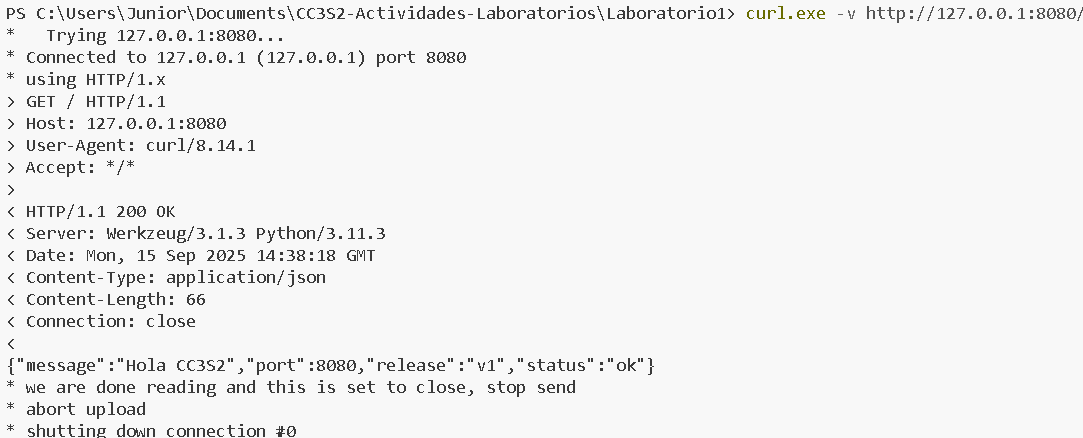 PS C:\Users\Junior\Documents\CC3S2-Actividades-Laboratorios\Laboratorio1> curl.exe -v http://127.0.0.1:8080/
*   Trying 127.0.0.1:8080...
* Connected to 127.0.0.1 (127.0.0.1) port 8080
* using HTTP/1.x
> GET / HTTP/1.1
> Host: 127.0.0.1:8080
> User-Agent: curl/8.14.1
> Accept: */*
>
< HTTP/1.1 200 OK
< Server: Werkzeug/3.1.3 Python/3.11.3
< Date: Mon, 15 Sep 2025 14:38:18 GMT
< Content-Type: application/json
< Content-Length: 66
< Connection: close
<
{"message":"Hola CC3S2","port":8080,"release":"v1","status":"ok"}
* we are done reading and this is set to close, stop send
* abort upload
* shutting down connection #0